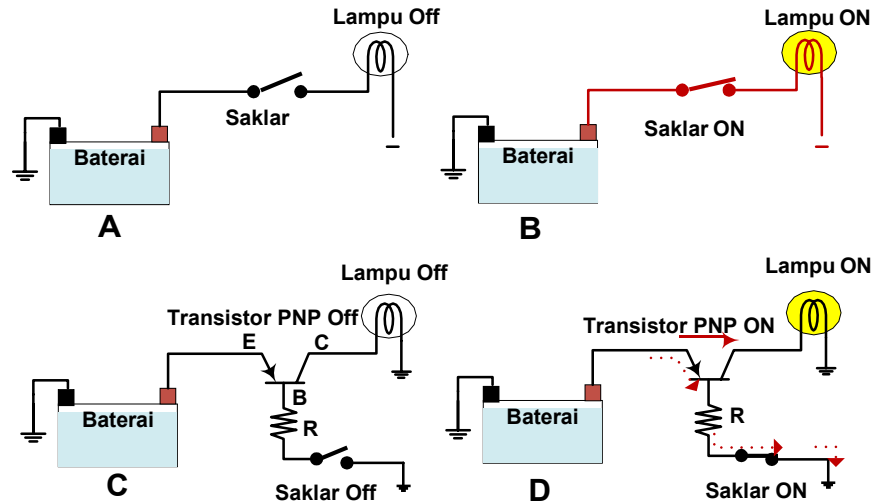 Lampu Off
Saklar
Baterai
A
Lampu ON
Saklar ON
Baterai
B
Lampu Off
Transistor PNP Off
E
C
B
R
Baterai
Saklar Off
C
Lampu ON
Transistor PNP ON
R
Baterai
Saklar ON
D